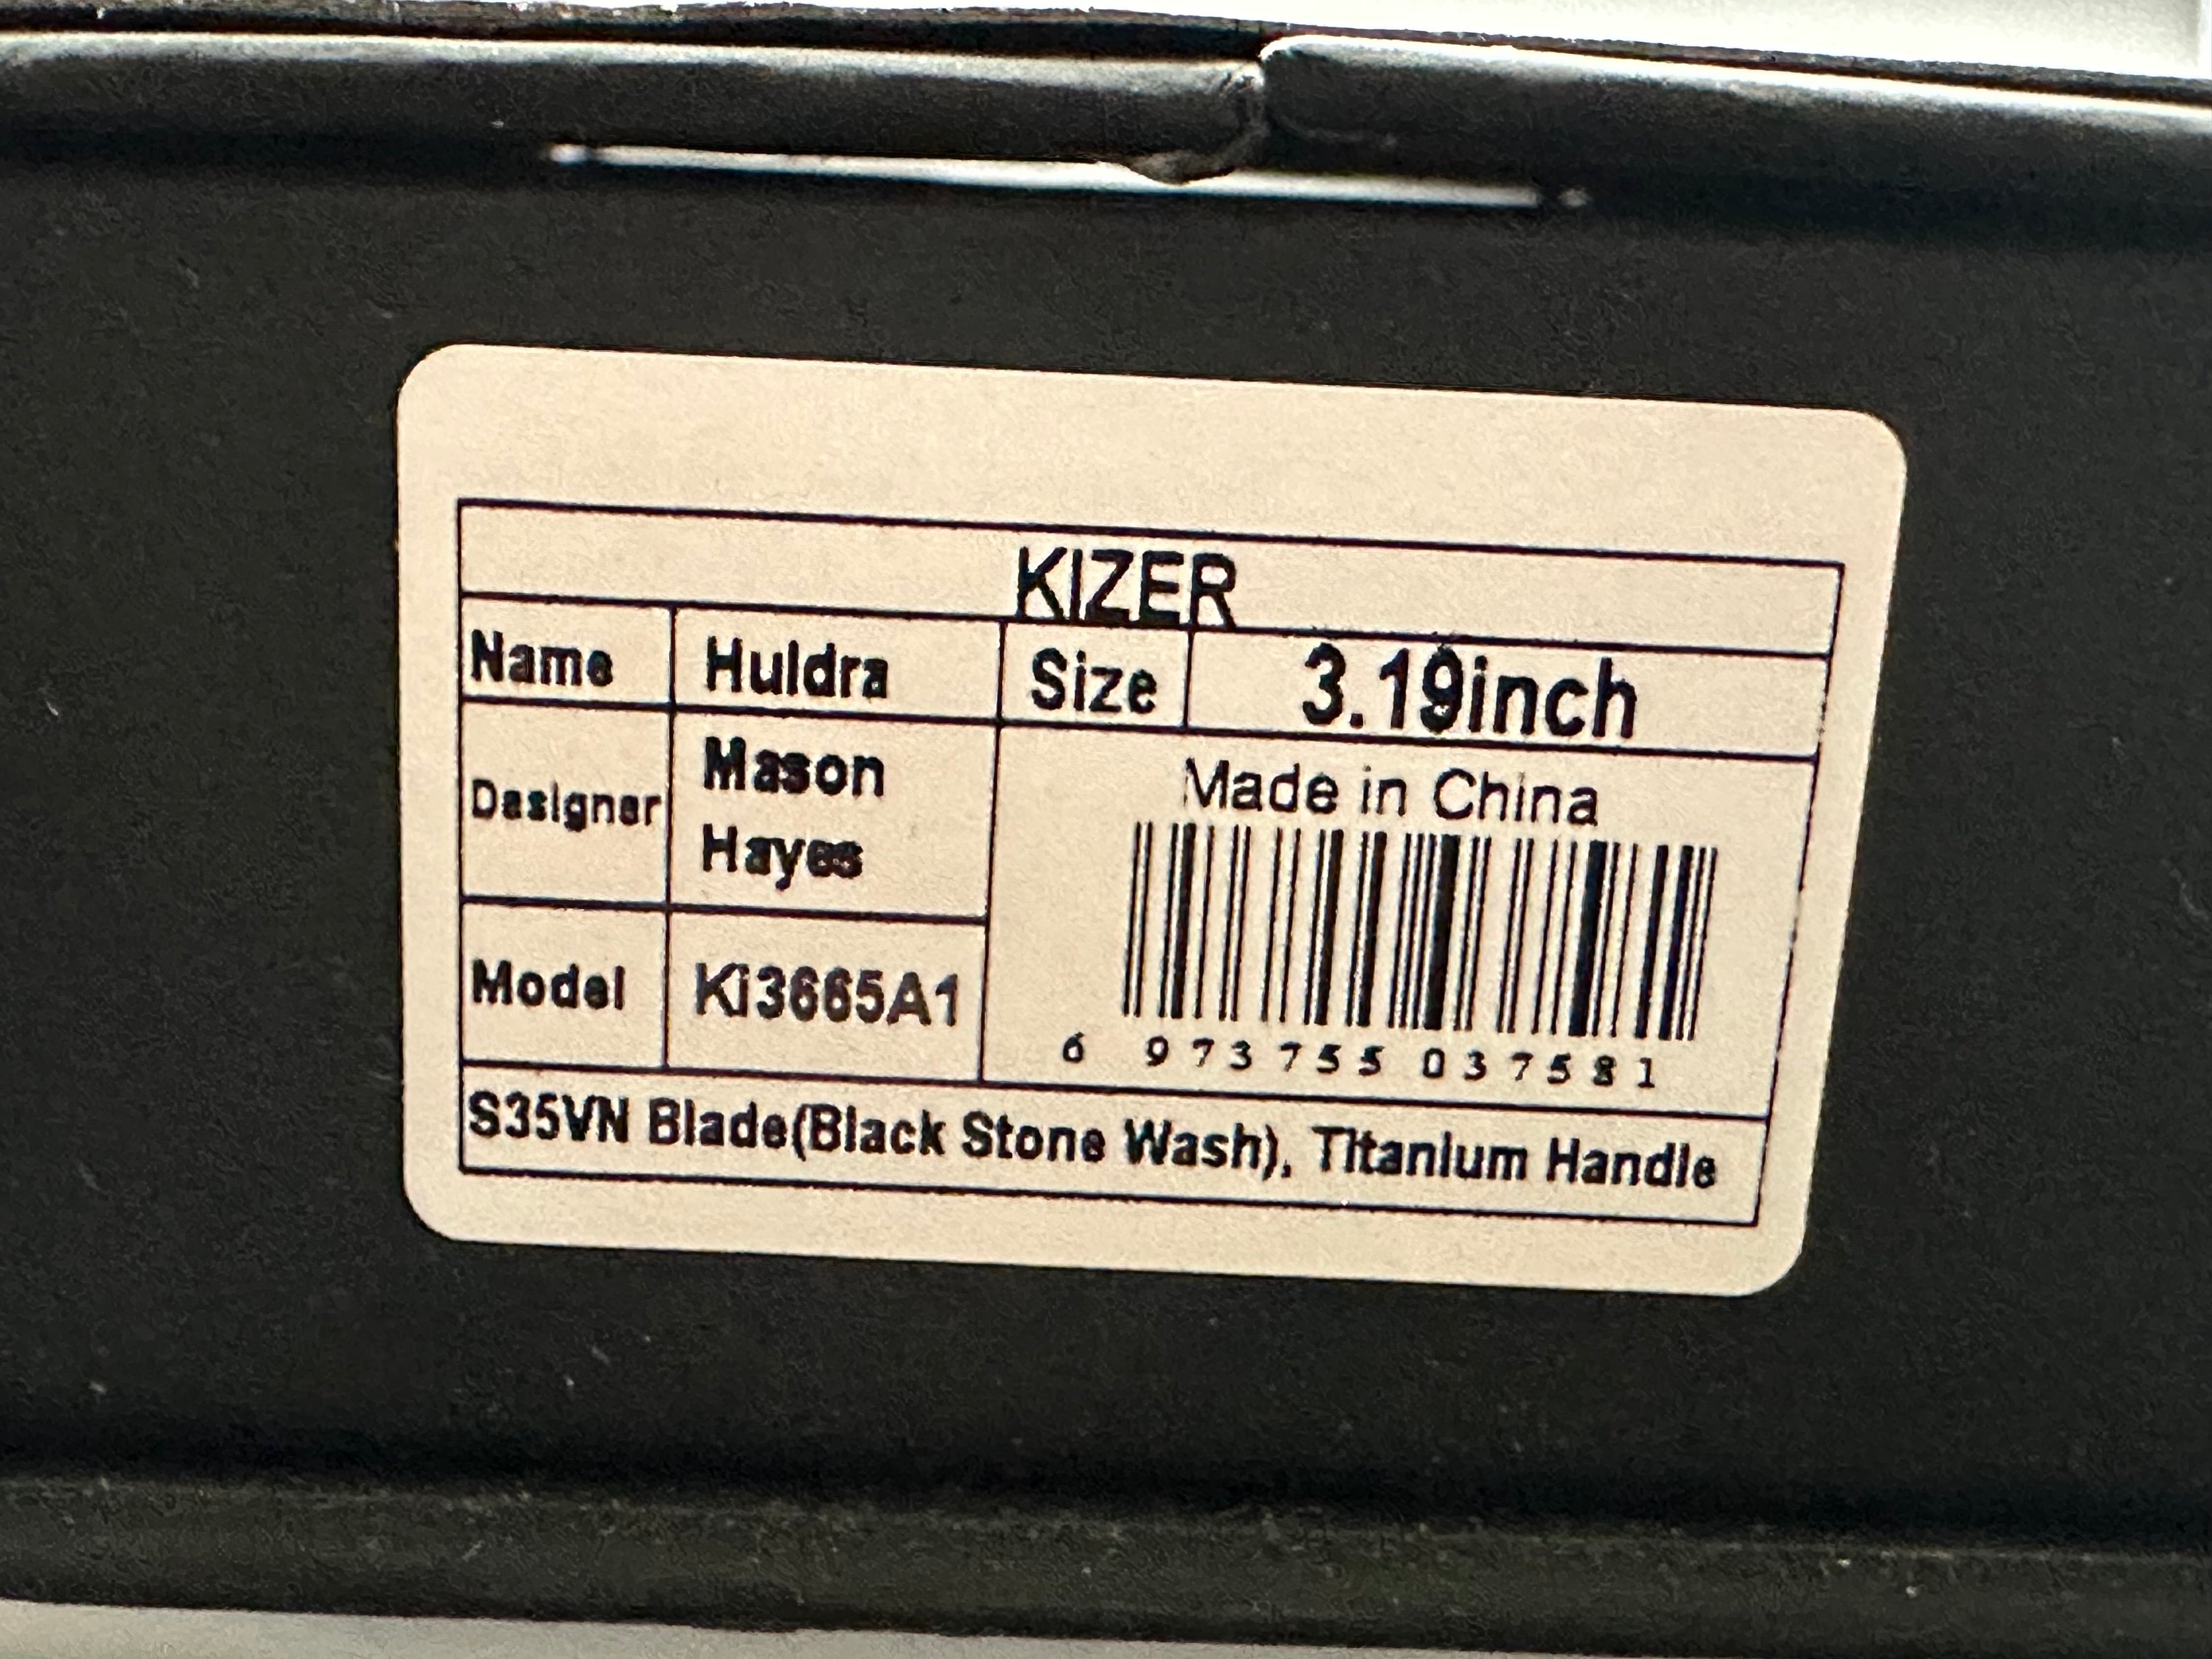 KIZER
Name Huldra Size 3.19inch
Designer Mason Hayes
Made in China
Model Ki3665A1
6 973755 037581
S35VN Blade(Black Stone Wash), Titanium Handle